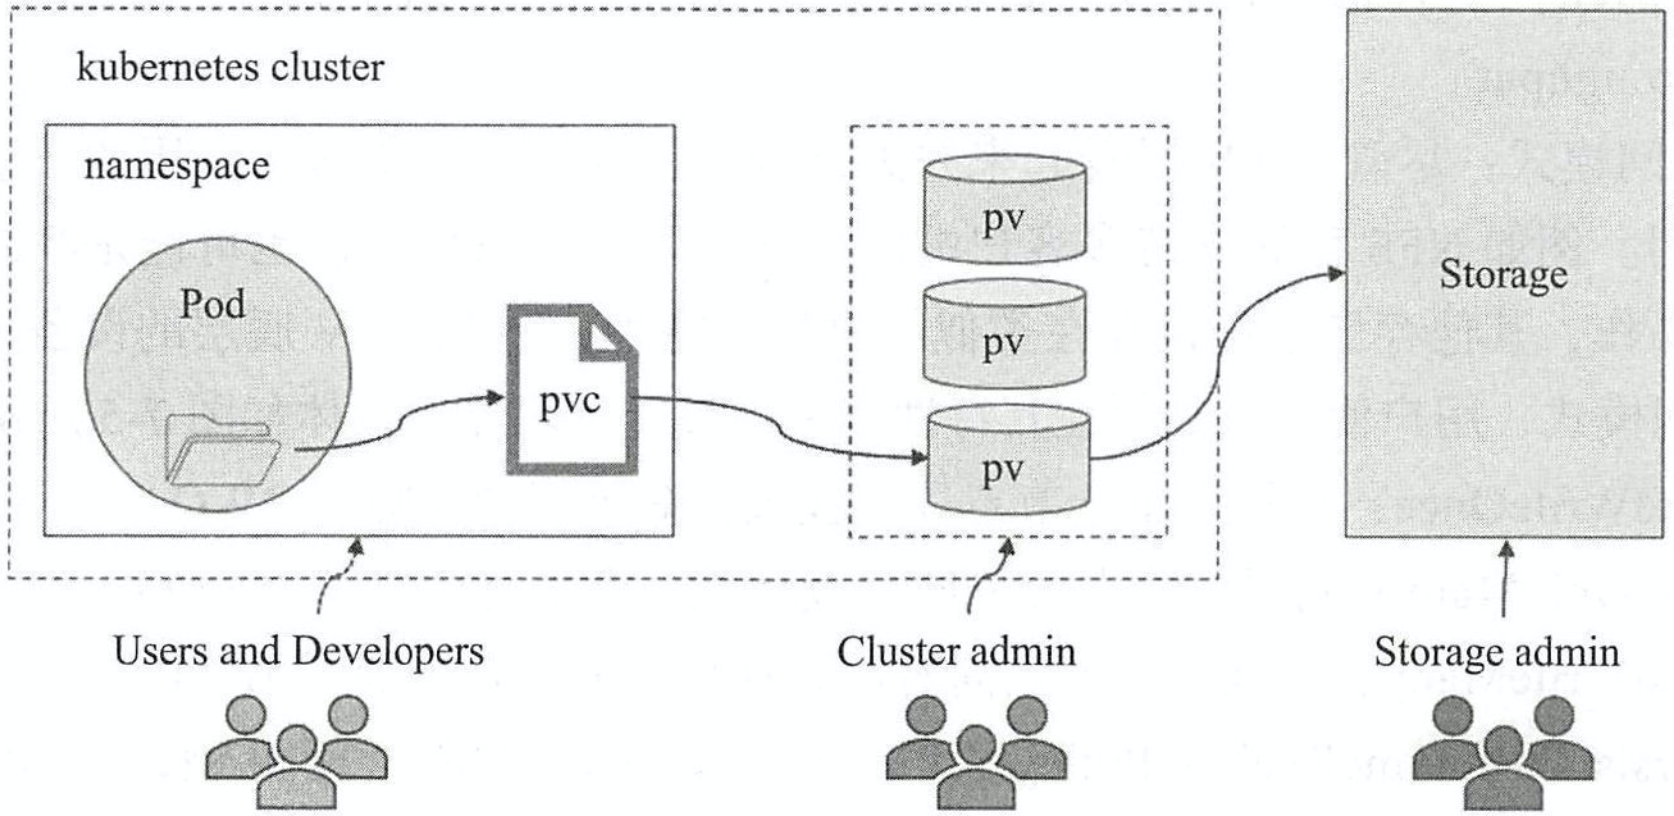 kubernetes cluster
namespace
Pod
pvc
pv
pv
pv
Storage
Users and Developers
Cluster admin
Storage admin